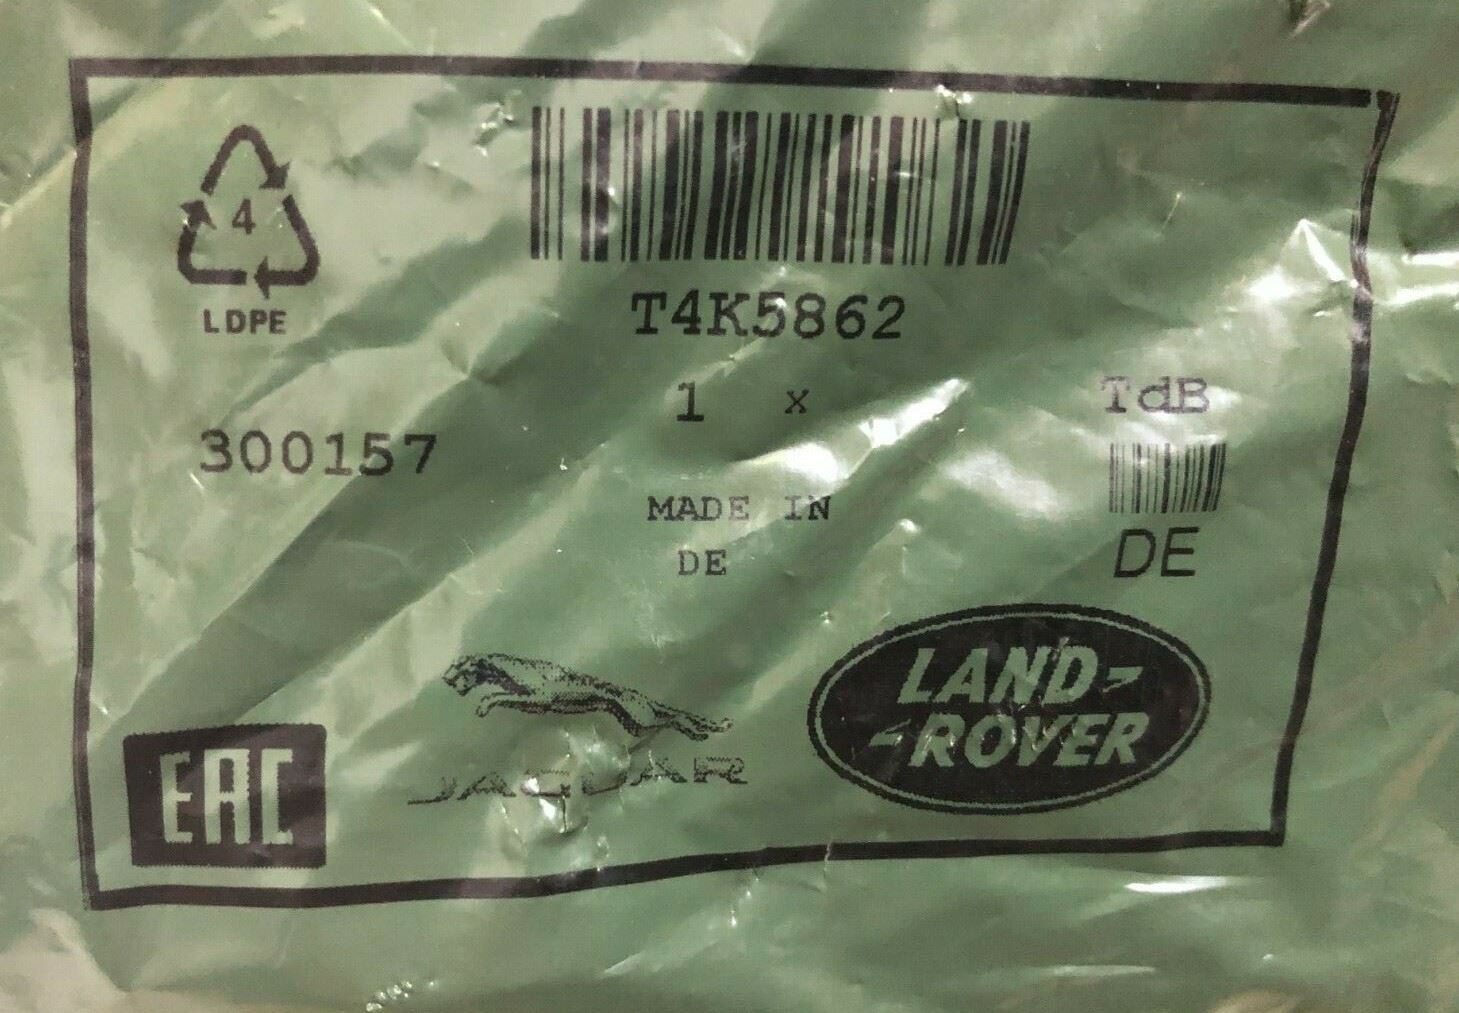 4
LDPE
T4K5862
1 x
TdB
300157
MADE IN
DE
DE
JAGUAR
LAND-
-ROVER
EAC